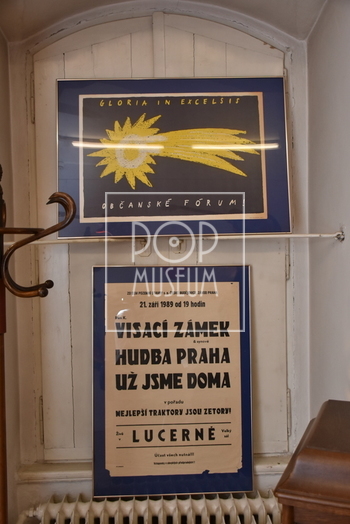 GLORIA IN EXCELSIS
OBČANSKÉ FÓRUM!
POP
MUSEUM
21. září 1989 od 19 hodin
VISACÍ ZÁMEK
HUDBA PRAHA
UŽ JSME DOMA
v pořadu
NEJLEPŠÍ TRAKTORY JSOU ZETORY!
LUCERNĚ